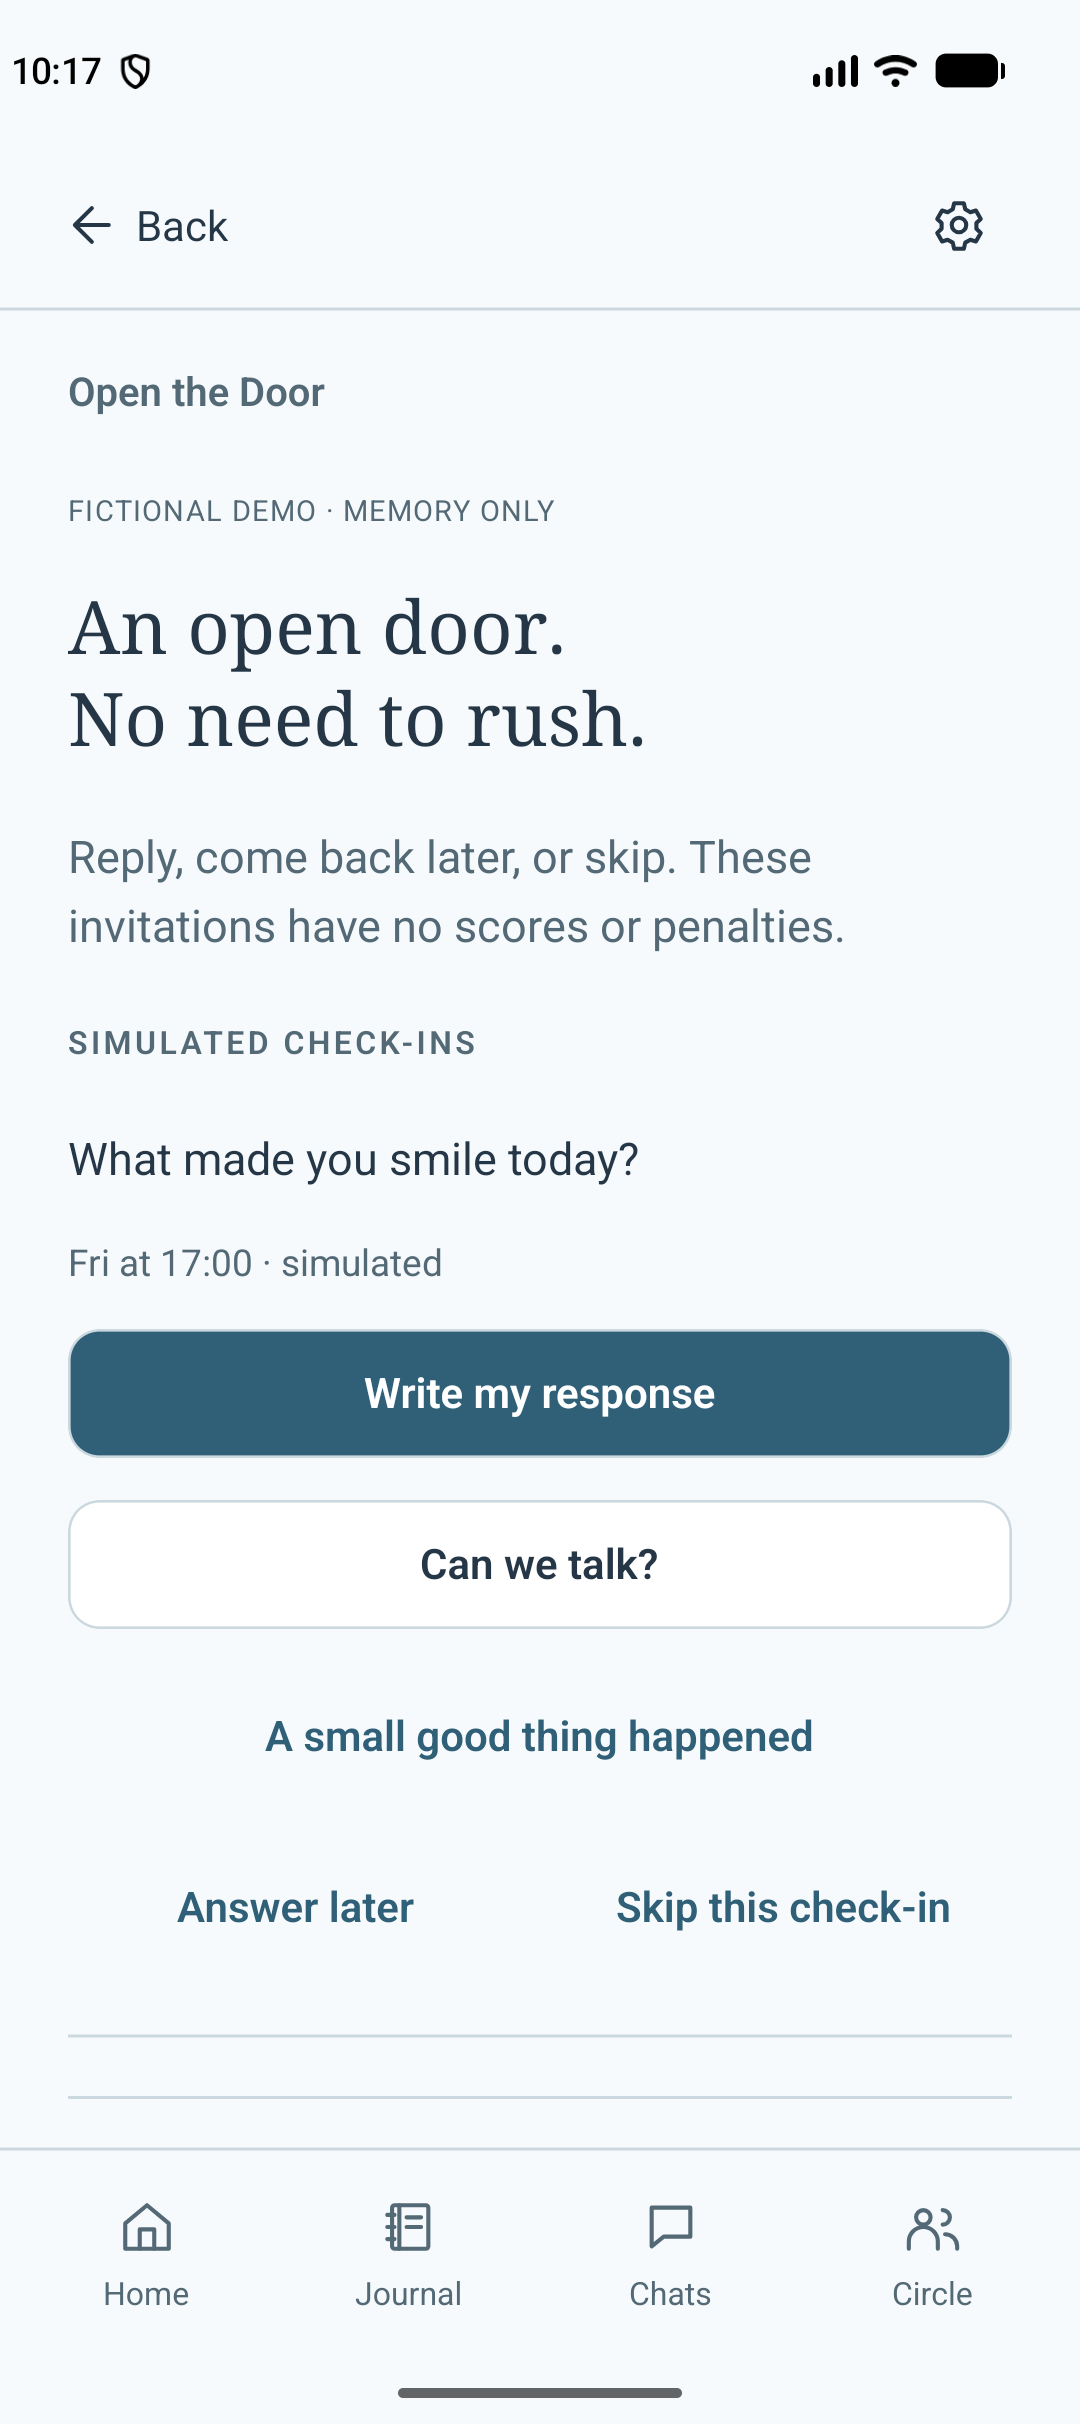 10:17
Back
Open the Door
FICTIONAL DEMO · MEMORY ONLY
An open door.
No need to rush.
Reply, come back later, or skip. These
invitations have no scores or penalties.
SIMULATED CHECK-INS
What made you smile today?
Fri at 17:00 · simulated
Write my response
Can we talk?
A small good thing happened
Answer later
Skip this check-in
Home
Journal
Chats
Circle